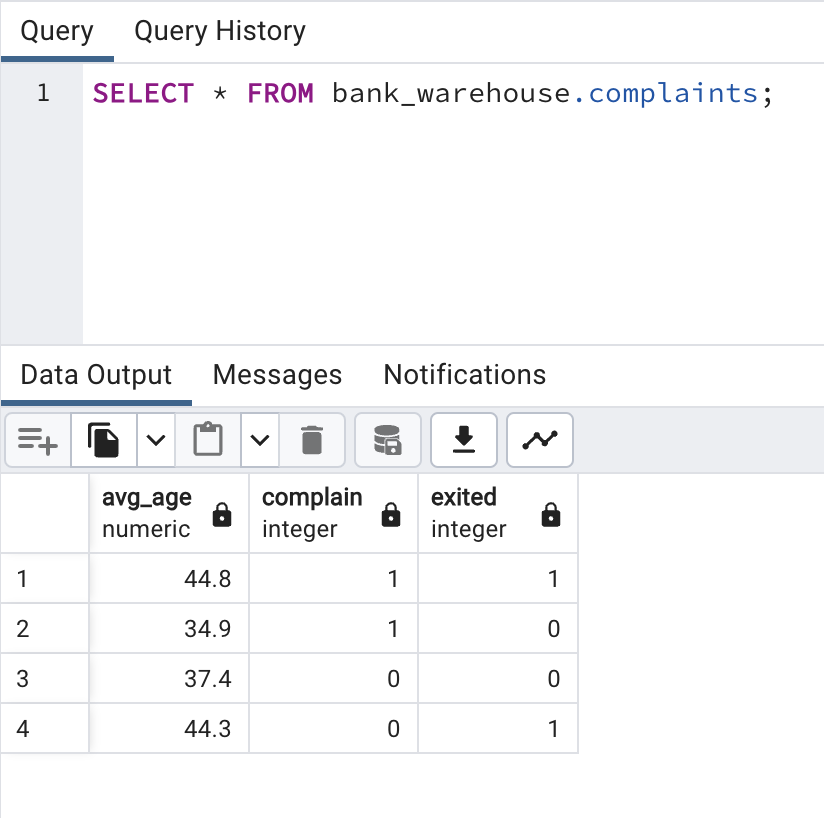 Query Query History
1 SELECT * FROM bank_warehouse.complaints;
Data Output Messages Notifications
avg_age complain exited
numeric integer integer
1 44.8 1 1
2 34.9 1 0
3 37.4 0 0
4 44.3 0 1